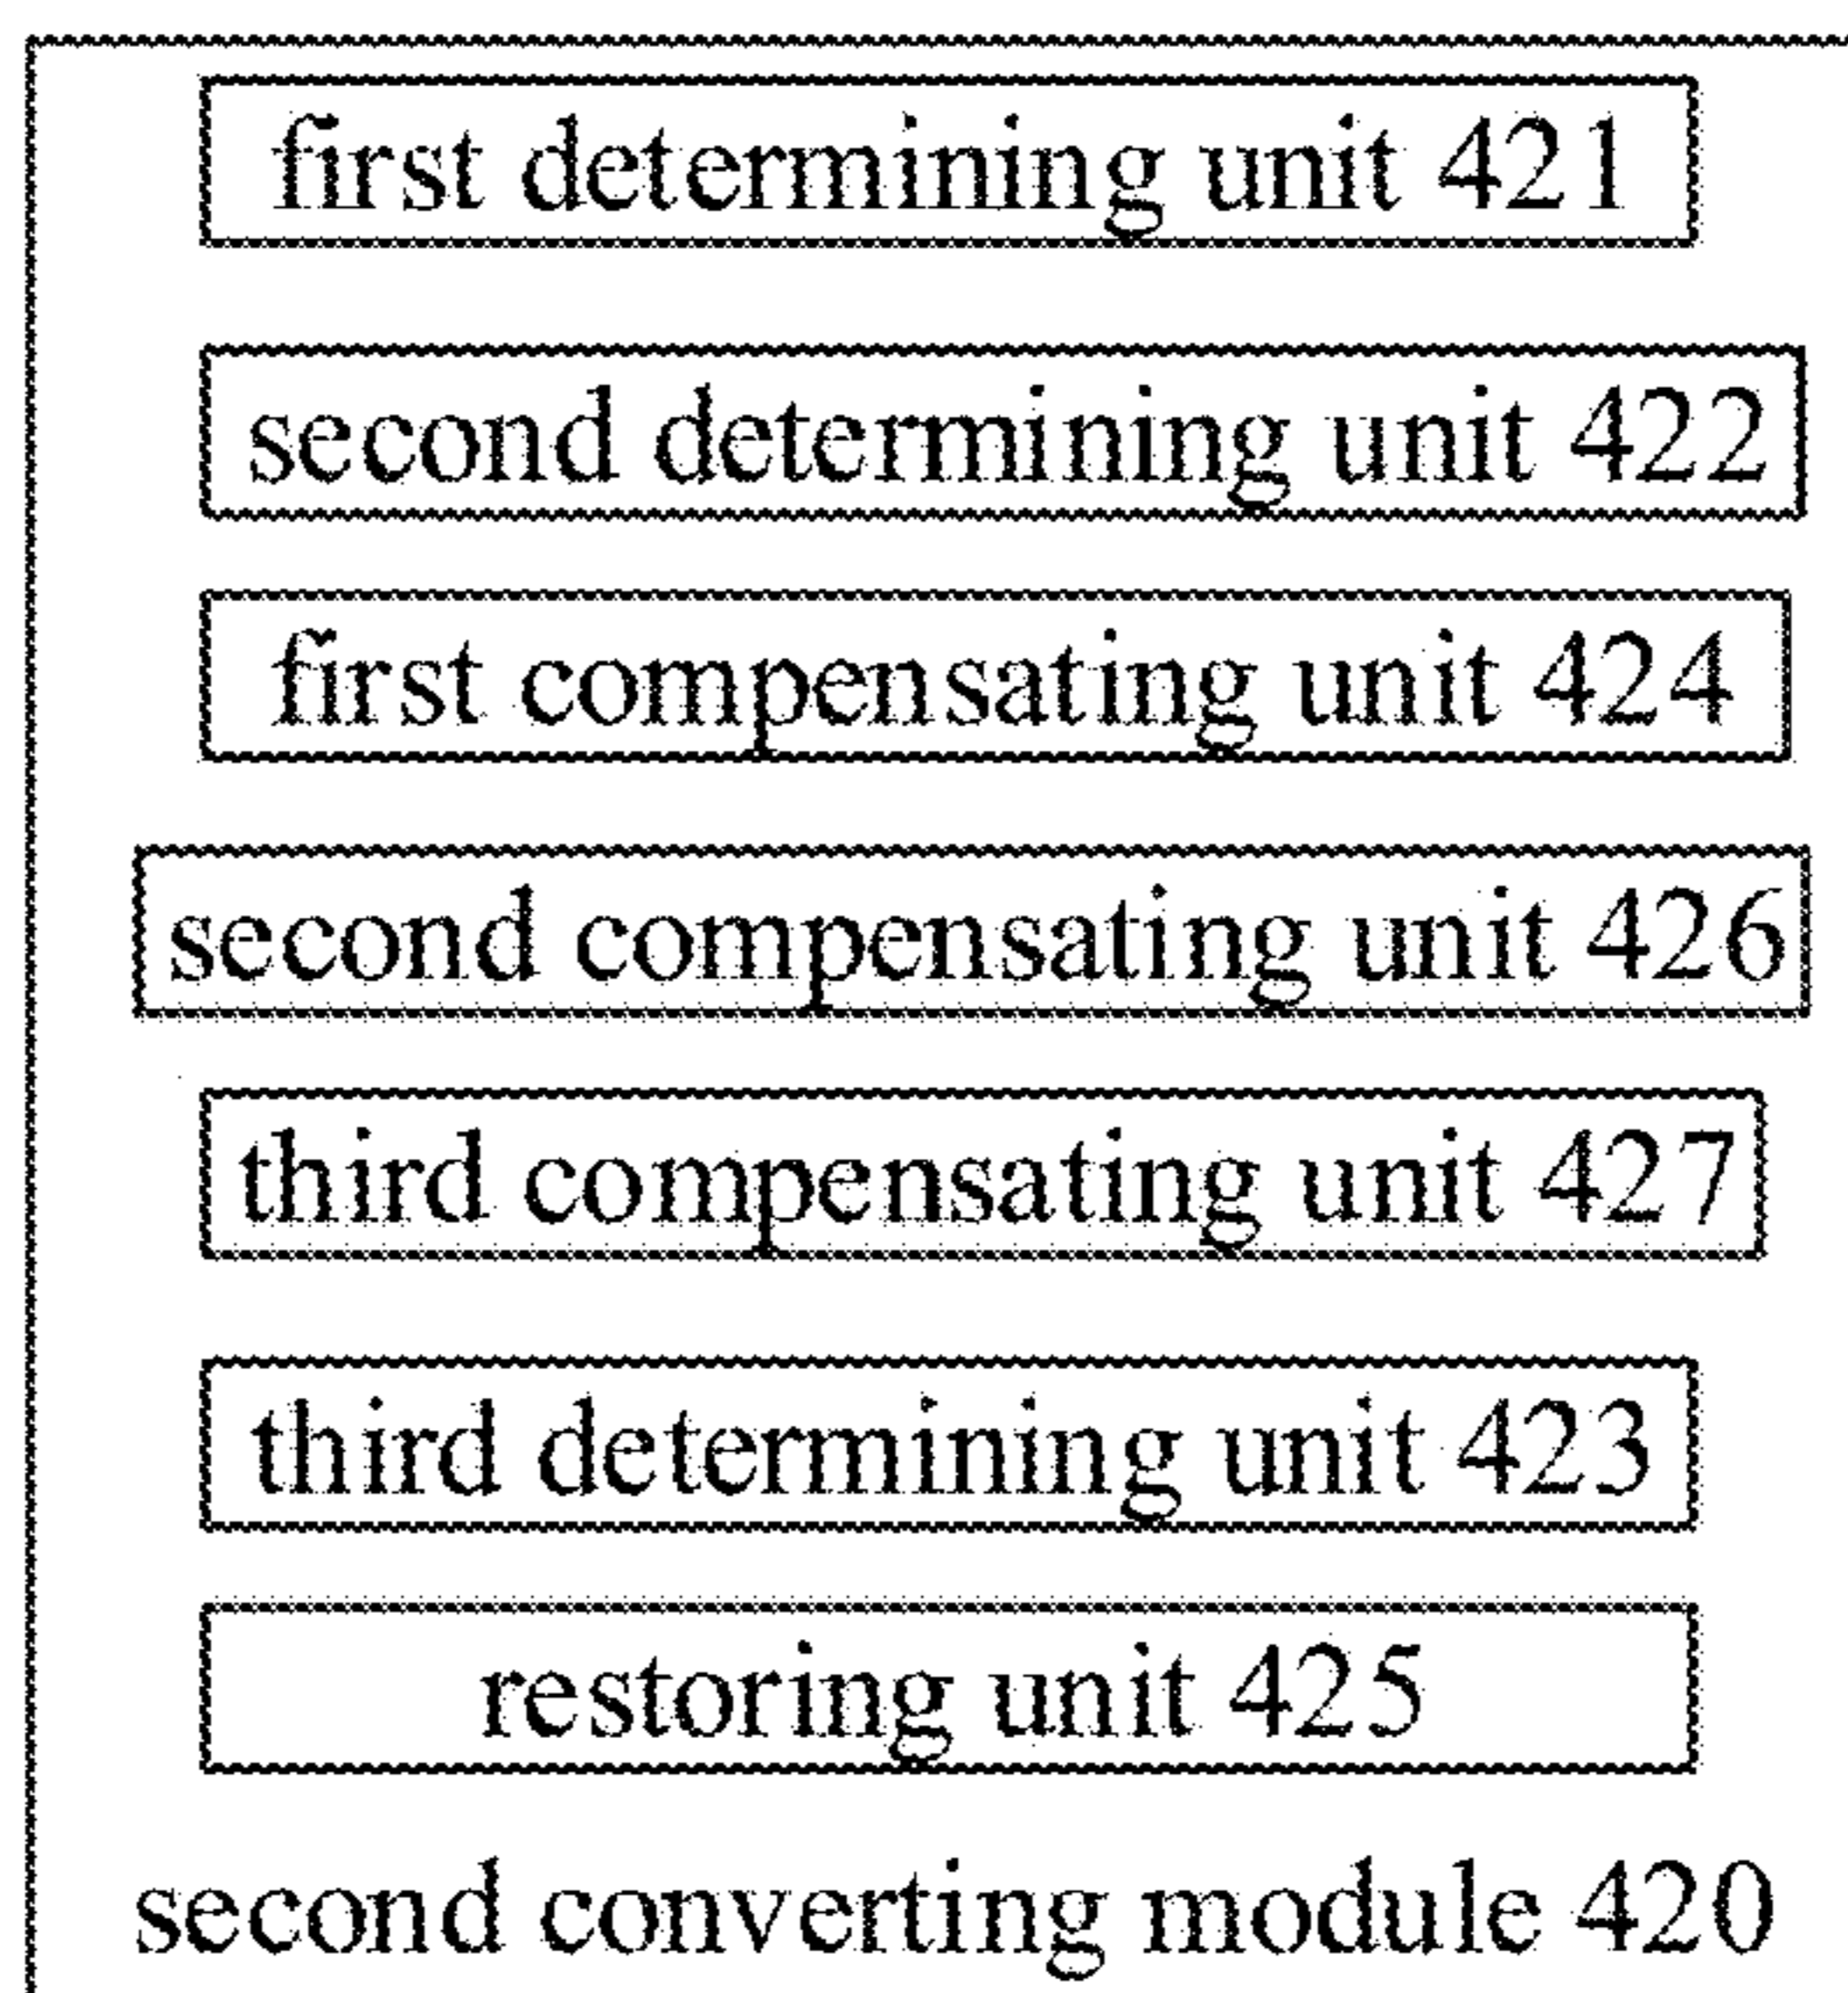 first determining unit 421
second determining unit 422
first compensating unit 424
second compensating unit 426
third compensating unit 427
third determining unit 423
restoring unit 425
second converting module 420